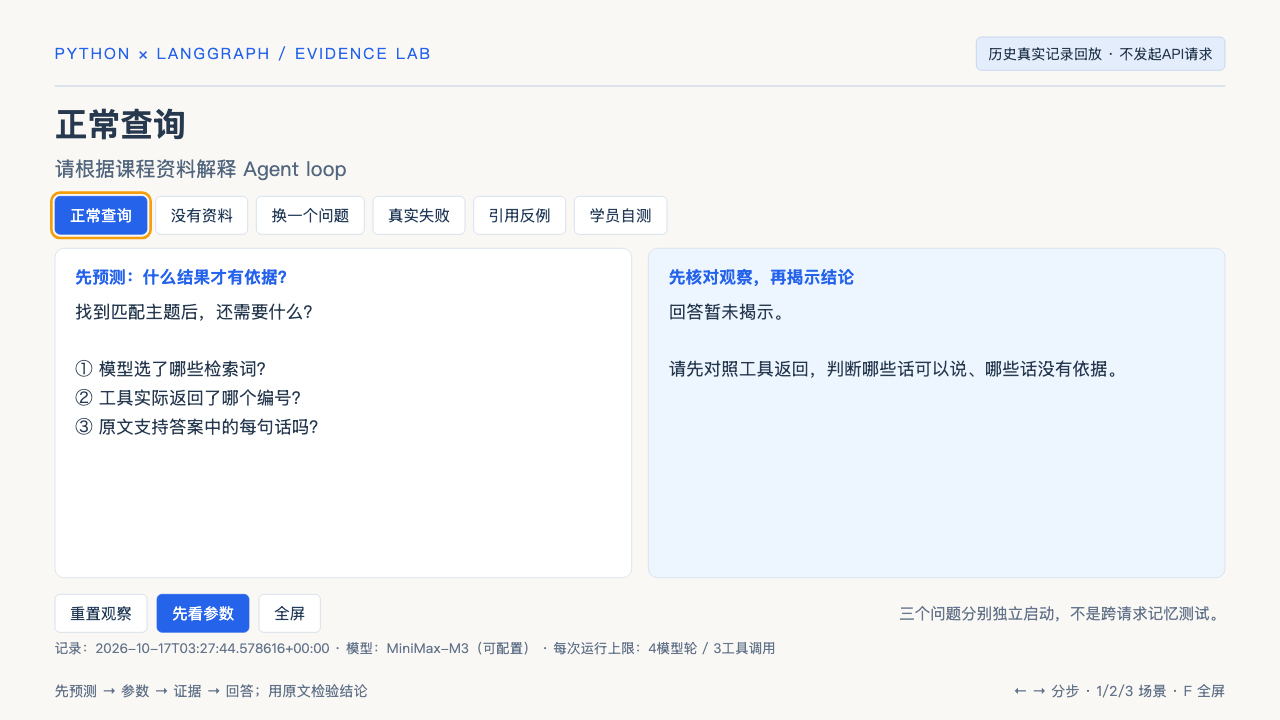 PYTHON × LANGGRAPH / EVIDENCE LAB
历史真实记录回放 · 不发起API请求
正常查询
请根据课程资料解释 Agent loop
正常查询
没有资料
换一个问题
真实失败
引用反例
学员自测
先预测：什么结果才有依据？
找到匹配主题后，还需要什么？
① 模型选了哪些检索词？
② 工具实际返回了哪个编号？
③ 原文支持答案中的每句话吗？
先核对观察，再揭示结论
回答暂未揭示。
请先对照工具返回，判断哪些话可以说、哪些话没有依据。
重置观察
先看参数
全屏
三个问题分别独立启动，不是跨请求记忆测试。
记录：2026-10-17T03:27:44.578616+00:00 · 模型：MiniMax-M3（可配置） · 每次运行上限：4模型轮 / 3工具调用
先预测 → 参数 → 证据 → 回答；用原文检验结论
← → 分步 · 1/2/3 场景 · F 全屏